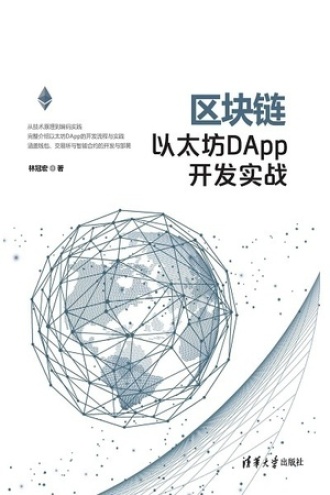 从技术原理到编码实践
完整介绍以太坊DApp的开发流程与实践
涵盖钱包、交易所与智能合约的开发与部署
林冠宏 著
区块链
以太坊DApp
开发实战
清华大学出版社